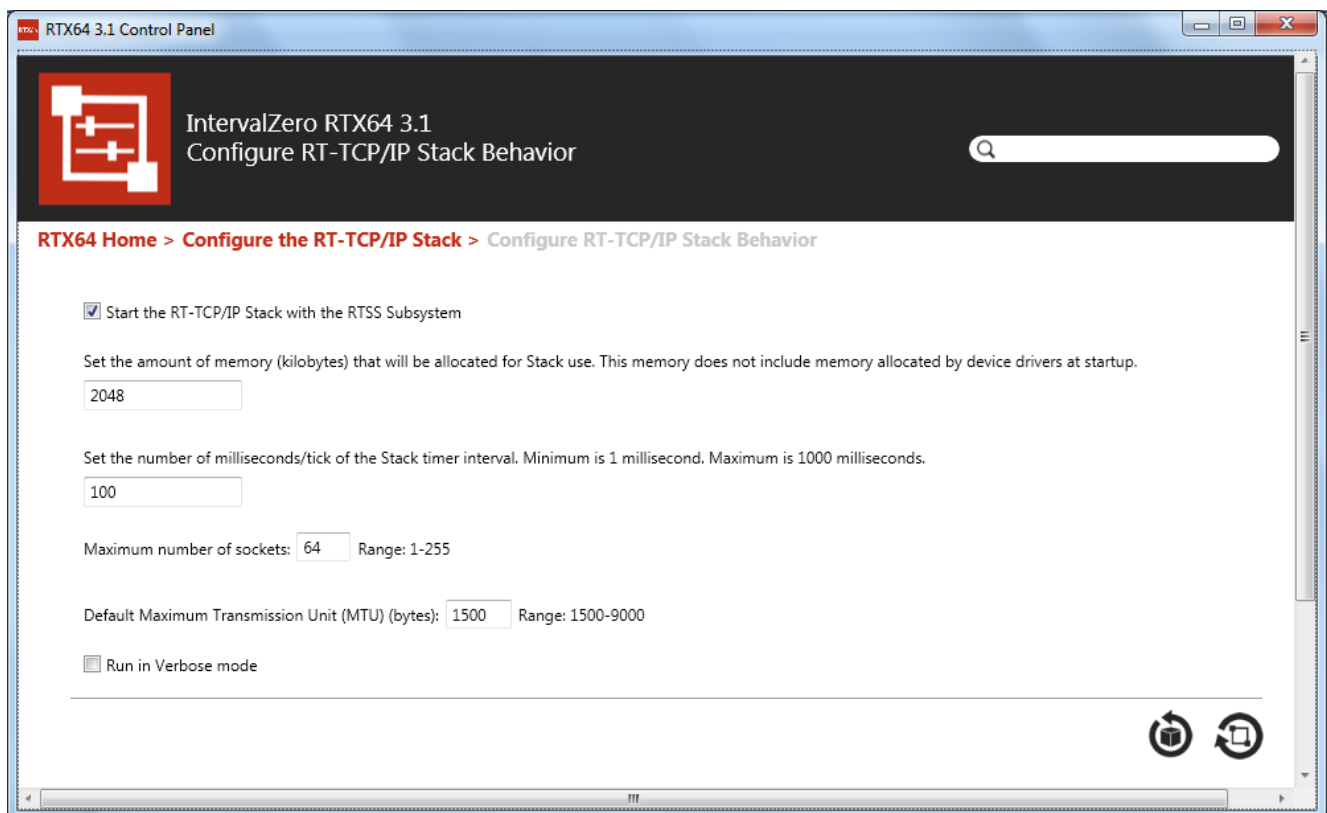 RTX64 3.1 Control Panel
IntervalZero RTX64 3.1
Configure RT-TCP/IP Stack Behavior
RTX64 Home > Configure the RT-TCP/IP Stack > Configure RT-TCP/IP Stack Behavior
Start the RT-TCP/IP Stack with the RTSS Subsystem
Set the amount of memory (kilobytes) that will be allocated for Stack use. This memory does not include memory allocated by device drivers at startup.
2048
Set the number of milliseconds/tick of the Stack timer interval. Minimum is 1 millisecond. Maximum is 1000 milliseconds.
100
Maximum number of sockets: 64 Range: 1-255
Default Maximum Transmission Unit (MTU) (bytes): 1500 Range: 1500-9000
Run in Verbose mode